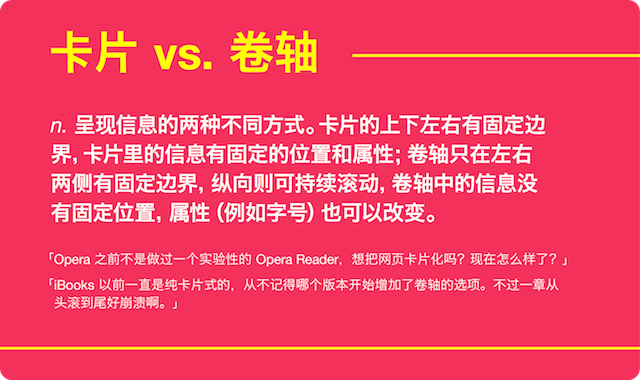 卡片 vs. 卷轴
n. 呈现信息的两种不同方式。卡片的上下左右有固定边
界，卡片里的信息有固定的位置和属性；卷轴只在左右
两侧有固定边界，纵向则可持续滚动，卷轴中的信息没
有固定位置，属性（例如字号）也可以改变。
「Opera 之前不是做过一个实验性的 Opera Reader，想把网页卡片化吗？现在怎么样了？」
「iBooks 以前一直是纯卡片式的，从不记得哪个版本开始增加了卷轴的选项。不过一章从
头滚到尾好崩溃啊。」